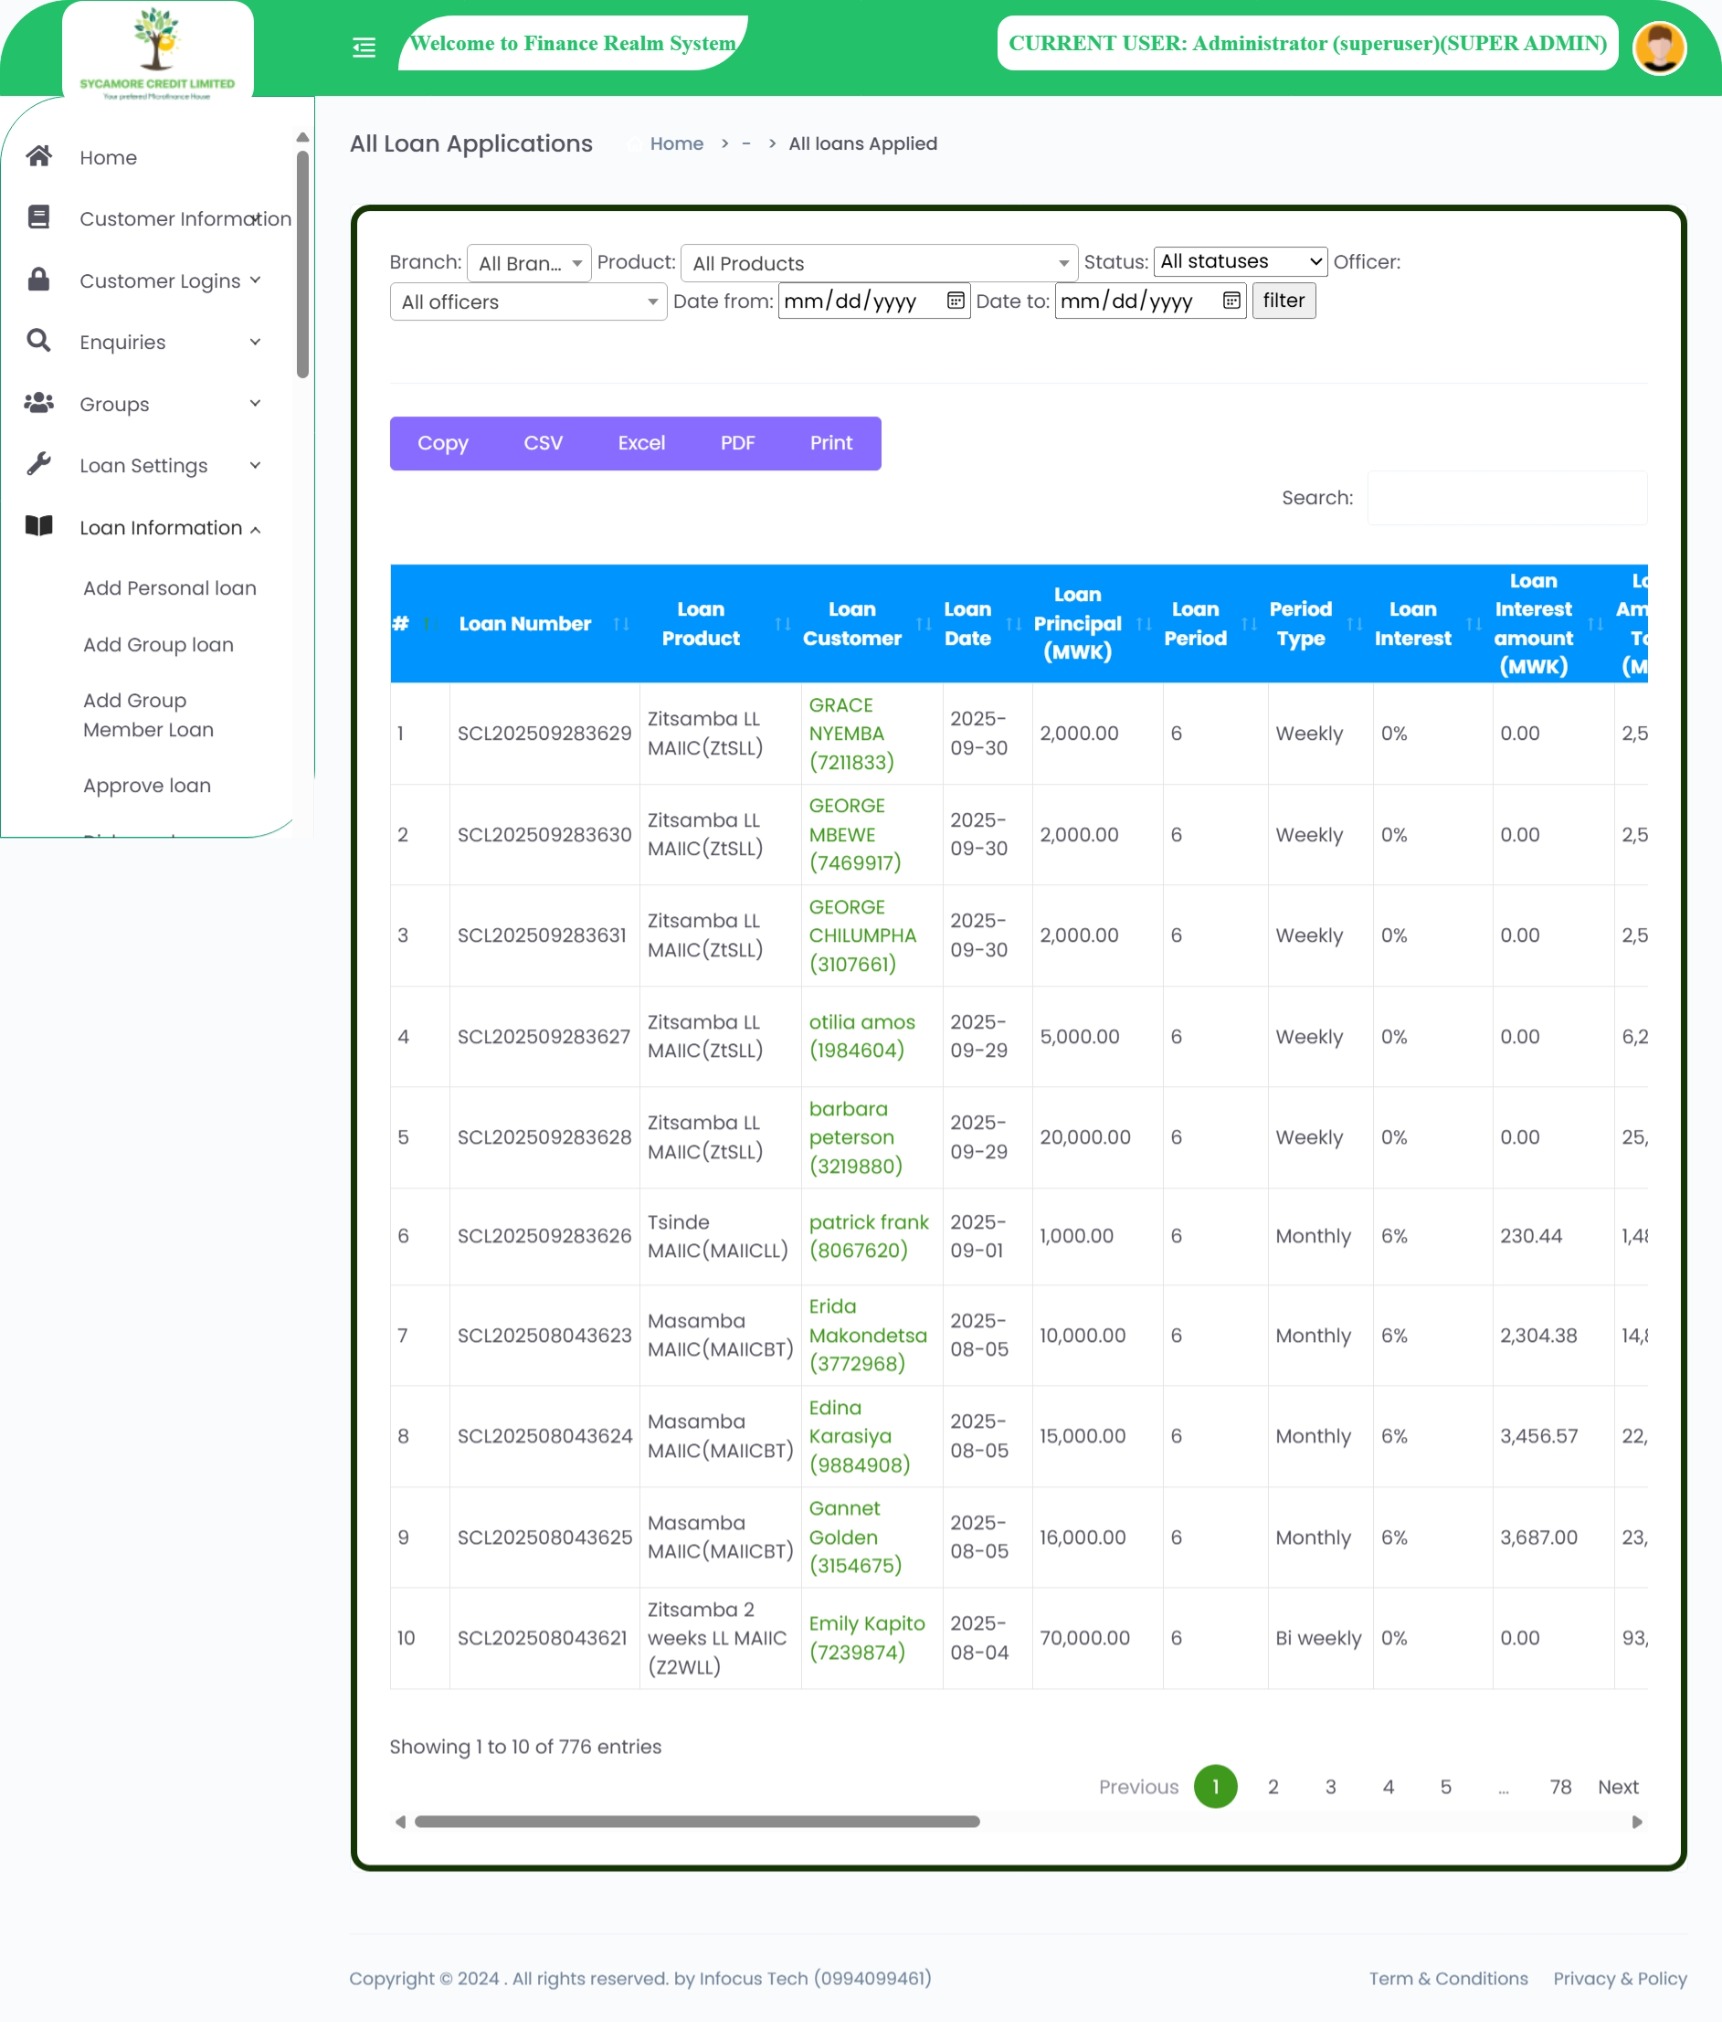 SYCAMORE CREDIT LIMITED
Your preferred Microfinance House
Welcome to Finance Realm System
CURRENT USER: Administrator (superuser)(SUPER ADMIN)
Home
Customer Information
Customer Logins
Enquiries
Groups
Loan Settings
Loan Information
Add Personal loan
Add Group loan
Add Group
Member Loan
Approve loan
All Loan Applications
Home > - > All loans Applied
Branch: All Bran... Product: All Products Status: All statuses Officer:
All officers Date from: mm/dd/yyyy Date to: mm/dd/yyyy filter
Copy CSV Excel PDF Print
Search:
# Loan Number Loan Product Loan Customer Loan Date Loan Principal (MWK) Loan Period Period Type Loan Interest Loan Interest amount (MWK)
1 SCL202509283629 Zitsamba LL MAIIC(ZtSLL) GRACE NYEMBA (7211833) 2025-09-30 2,000.00 6 Weekly 0% 0.00 2,5
2 SCL202509283630 Zitsamba LL MAIIC(ZtSLL) GEORGE MBEWE (7469917) 2025-09-30 2,000.00 6 Weekly 0% 0.00 2,5
3 SCL202509283631 Zitsamba LL MAIIC(ZtSLL) GEORGE CHILUMPHA (3107661) 2025-09-30 2,000.00 6 Weekly 0% 0.00 2,5
4 SCL202509283627 Zitsamba LL MAIIC(ZtSLL) otilia amos (1984604) 2025-09-29 5,000.00 6 Weekly 0% 0.00 6,2
5 SCL202509283628 Zitsamba LL MAIIC(ZtSLL) barbara peterson (3219880) 2025-09-29 20,000.00 6 Weekly 0% 0.00 25,
6 SCL202509283626 Tsinde MAIIC(MAIICLL) patrick frank (8067620) 2025-09-01 1,000.00 6 Monthly 6% 230.44 1,48
7 SCL202508043623 Masamba MAIIC(MAIICBT) Erida Makondetsa (3772968) 2025-08-05 10,000.00 6 Monthly 6% 2,304.38 14,8
8 SCL202508043624 Masamba MAIIC(MAIICBT) Edina Karasiya (9884908) 2025-08-05 15,000.00 6 Monthly 6% 3,456.57 22,
9 SCL202508043625 Masamba MAIIC(MAIICBT) Gannet Golden (3154675) 2025-08-05 16,000.00 6 Monthly 6% 3,687.00 23,
10 SCL202508043621 Zitsamba 2 weeks LL MAIIC (Z2WLL) Emily Kapito (7239874) 2025-08-04 70,000.00 6 Bi weekly 0% 0.00 93,
Showing 1 to 10 of 776 entries
Previous 1 2 3 4 5 ... 78 Next
Copyright © 2024 . All rights reserved. by Infocus Tech (0994099461)
Term & Conditions Privacy & Policy